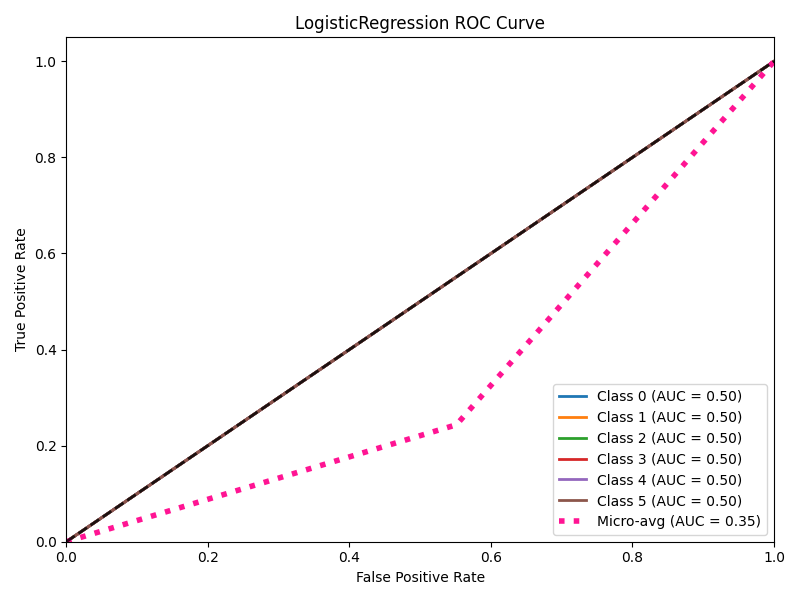 LogisticRegression ROC Curve
True Positive Rate
1.0
0.8
0.6
0.4
0.2
0.0
0.0 0.2 0.4 0.6 0.8 1.0
False Positive Rate
Class 0 (AUC = 0.50)
Class 1 (AUC = 0.50)
Class 2 (AUC = 0.50)
Class 3 (AUC = 0.50)
Class 4 (AUC = 0.50)
Class 5 (AUC = 0.50)
Micro-avg (AUC = 0.35)